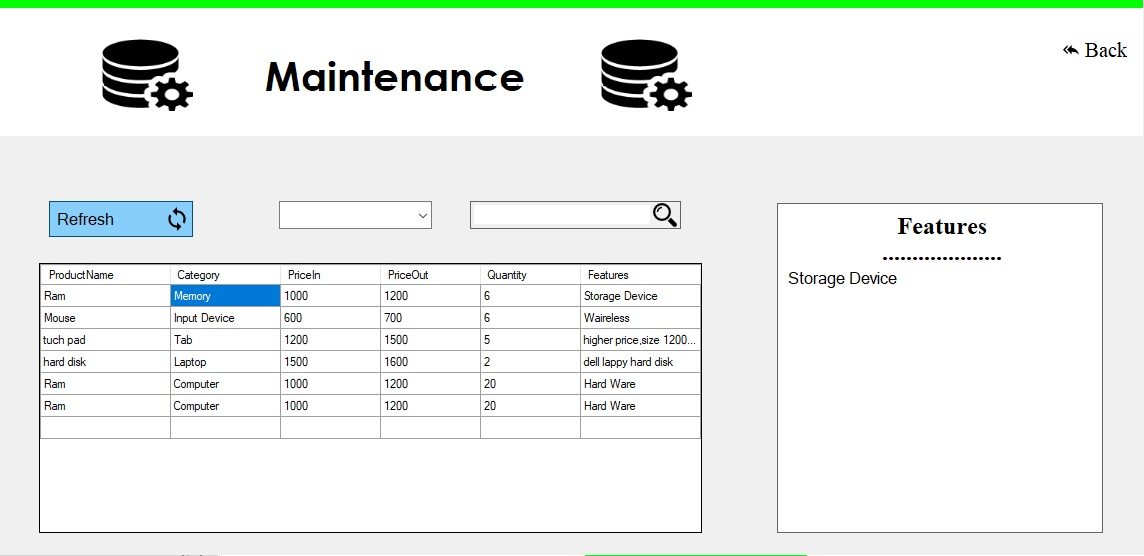 Maintenance
Back
Refresh
Features
.....................
Storage Device
ProductName Category PriceIn PriceOut Quantity Features
Ram Memory 1000 1200 6 Storage Device
Mouse Input Device 600 700 6 Waireless
tuch pad Tab 1200 1500 5 higher price,size 1200...
hard disk Laptop 1500 1600 2 dell lappy hard disk
Ram Computer 1000 1200 20 Hard Ware
Ram Computer 1000 1200 20 Hard Ware